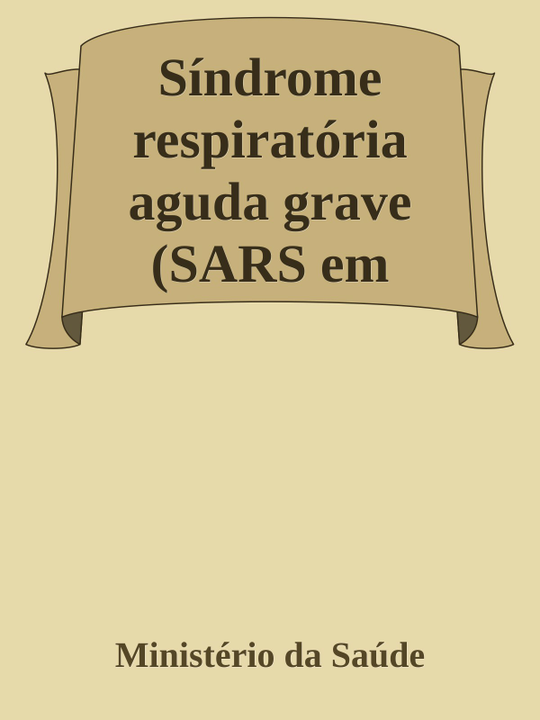 Síndrome
respiratória
aguda grave
(SARS em
Ministério da Saúde